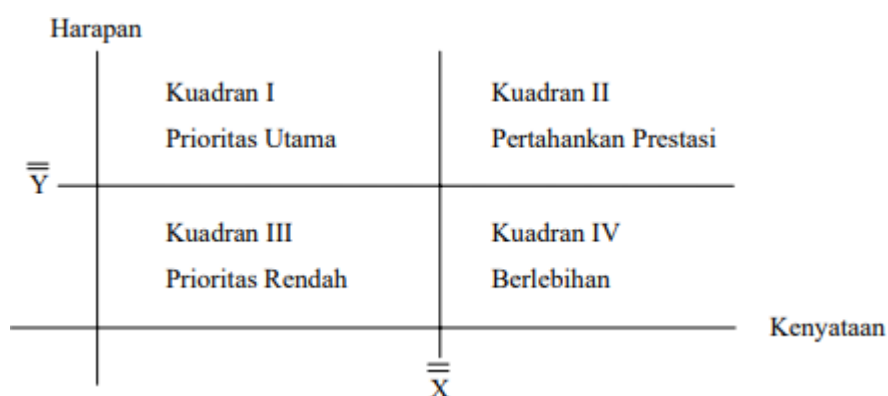 Harapan
Kuadran I
Prioritas Utama
Kuadran II
Pertahankan Prestasi
Y
Kuadran III
Prioritas Rendah
Kuadran IV
Berlebihan
Kenyataan
X